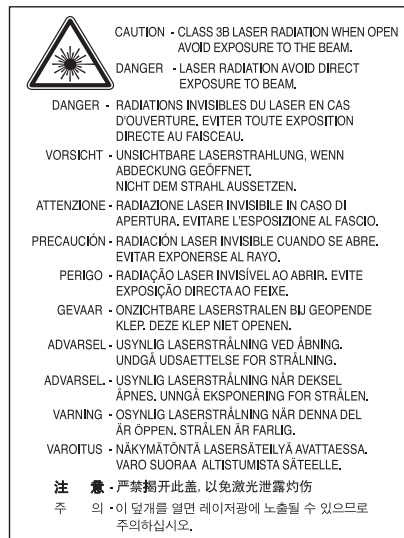 CAUTION - CLASS 3B LASER RADIATION WHEN OPEN
AVOID EXPOSURE TO THE BEAM.
DANGER - LASER RADIATION AVOID DIRECT
EXPOSURE TO BEAM.
DANGER - RADIATIONS INVISIBLES DU LASER EN CAS
D'OUVERTURE. EVITER TOUTE EXPOSITION
DIRECTE AU FAISCEAU.
VORSICHT - UNSICHTBARE LASERSTRAHLUNG, WENN
ABDECKUNG GEÖFFNET.
NICHT DEM STRAHL AUSSETZEN.
ATTENZIONE - RADIAZIONE LASER INVISIBILE IN CASO DI
APERTURA. EVITARE L'ESPOSIZIONE AL FASCIO.
PRECAUCIÓN - RADIACIÓN LASER INVISIBLE CUANDO SE ABRE.
EVITAR EXPONERSE AL RAYO.
PERIGO - RADIAÇÃO LASER INVISÍVEL AO ABRIR. EVITE
EXPOSIÇÃO DIRECTA AO FEIXE.
GEVAAR - ONZICHTBARE LASERSTRALEN BIJ GEOPENDE
KLEP. DEZE KLEP NIET OPENEN.
ADVARSEL - USYNLIG LASERSTRÅLNING VED ÅBNING.
UNDGÅ UDSAETTELSE FOR STRÅLNING.
ADVARSEL. - USYNLIG LASERSTRÅLNING NÅR DEKSEL
ÅPNES. UNNGÅ EKSPONERING FOR STRÅLEN.
VARNING - OSYNLIG LASERSTRÅLNING NÄR DENNA DEL
ÄR ÖPPEN. STRÅLEN ÄR FARLIG.
VAROITUS - NÄKYMÄTÖNTÄ LASERSÄTEILYÄ AVATTAESSA.
VARO SUORAA ALTISTUMISTA SÄTEELLE.
注 意 - 严禁揭开此盖, 以免激光泄露灼伤
주 의 - 이 덮개를 열면 레이저광에 노출될 수 있으므로
주의하십시오.